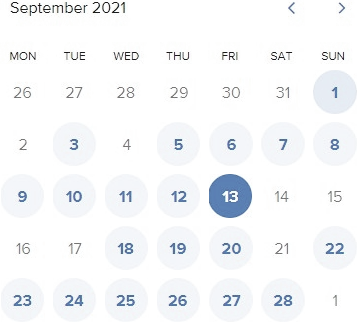 September 2021
MON TUE WED THU FRI SAT SUN
26 27 28 29 30 31 1
2 3 4 5 6 7 8
9 10 11 12 13 14 15
16 17 18 19 20 21 22
23 24 25 26 27 28 1